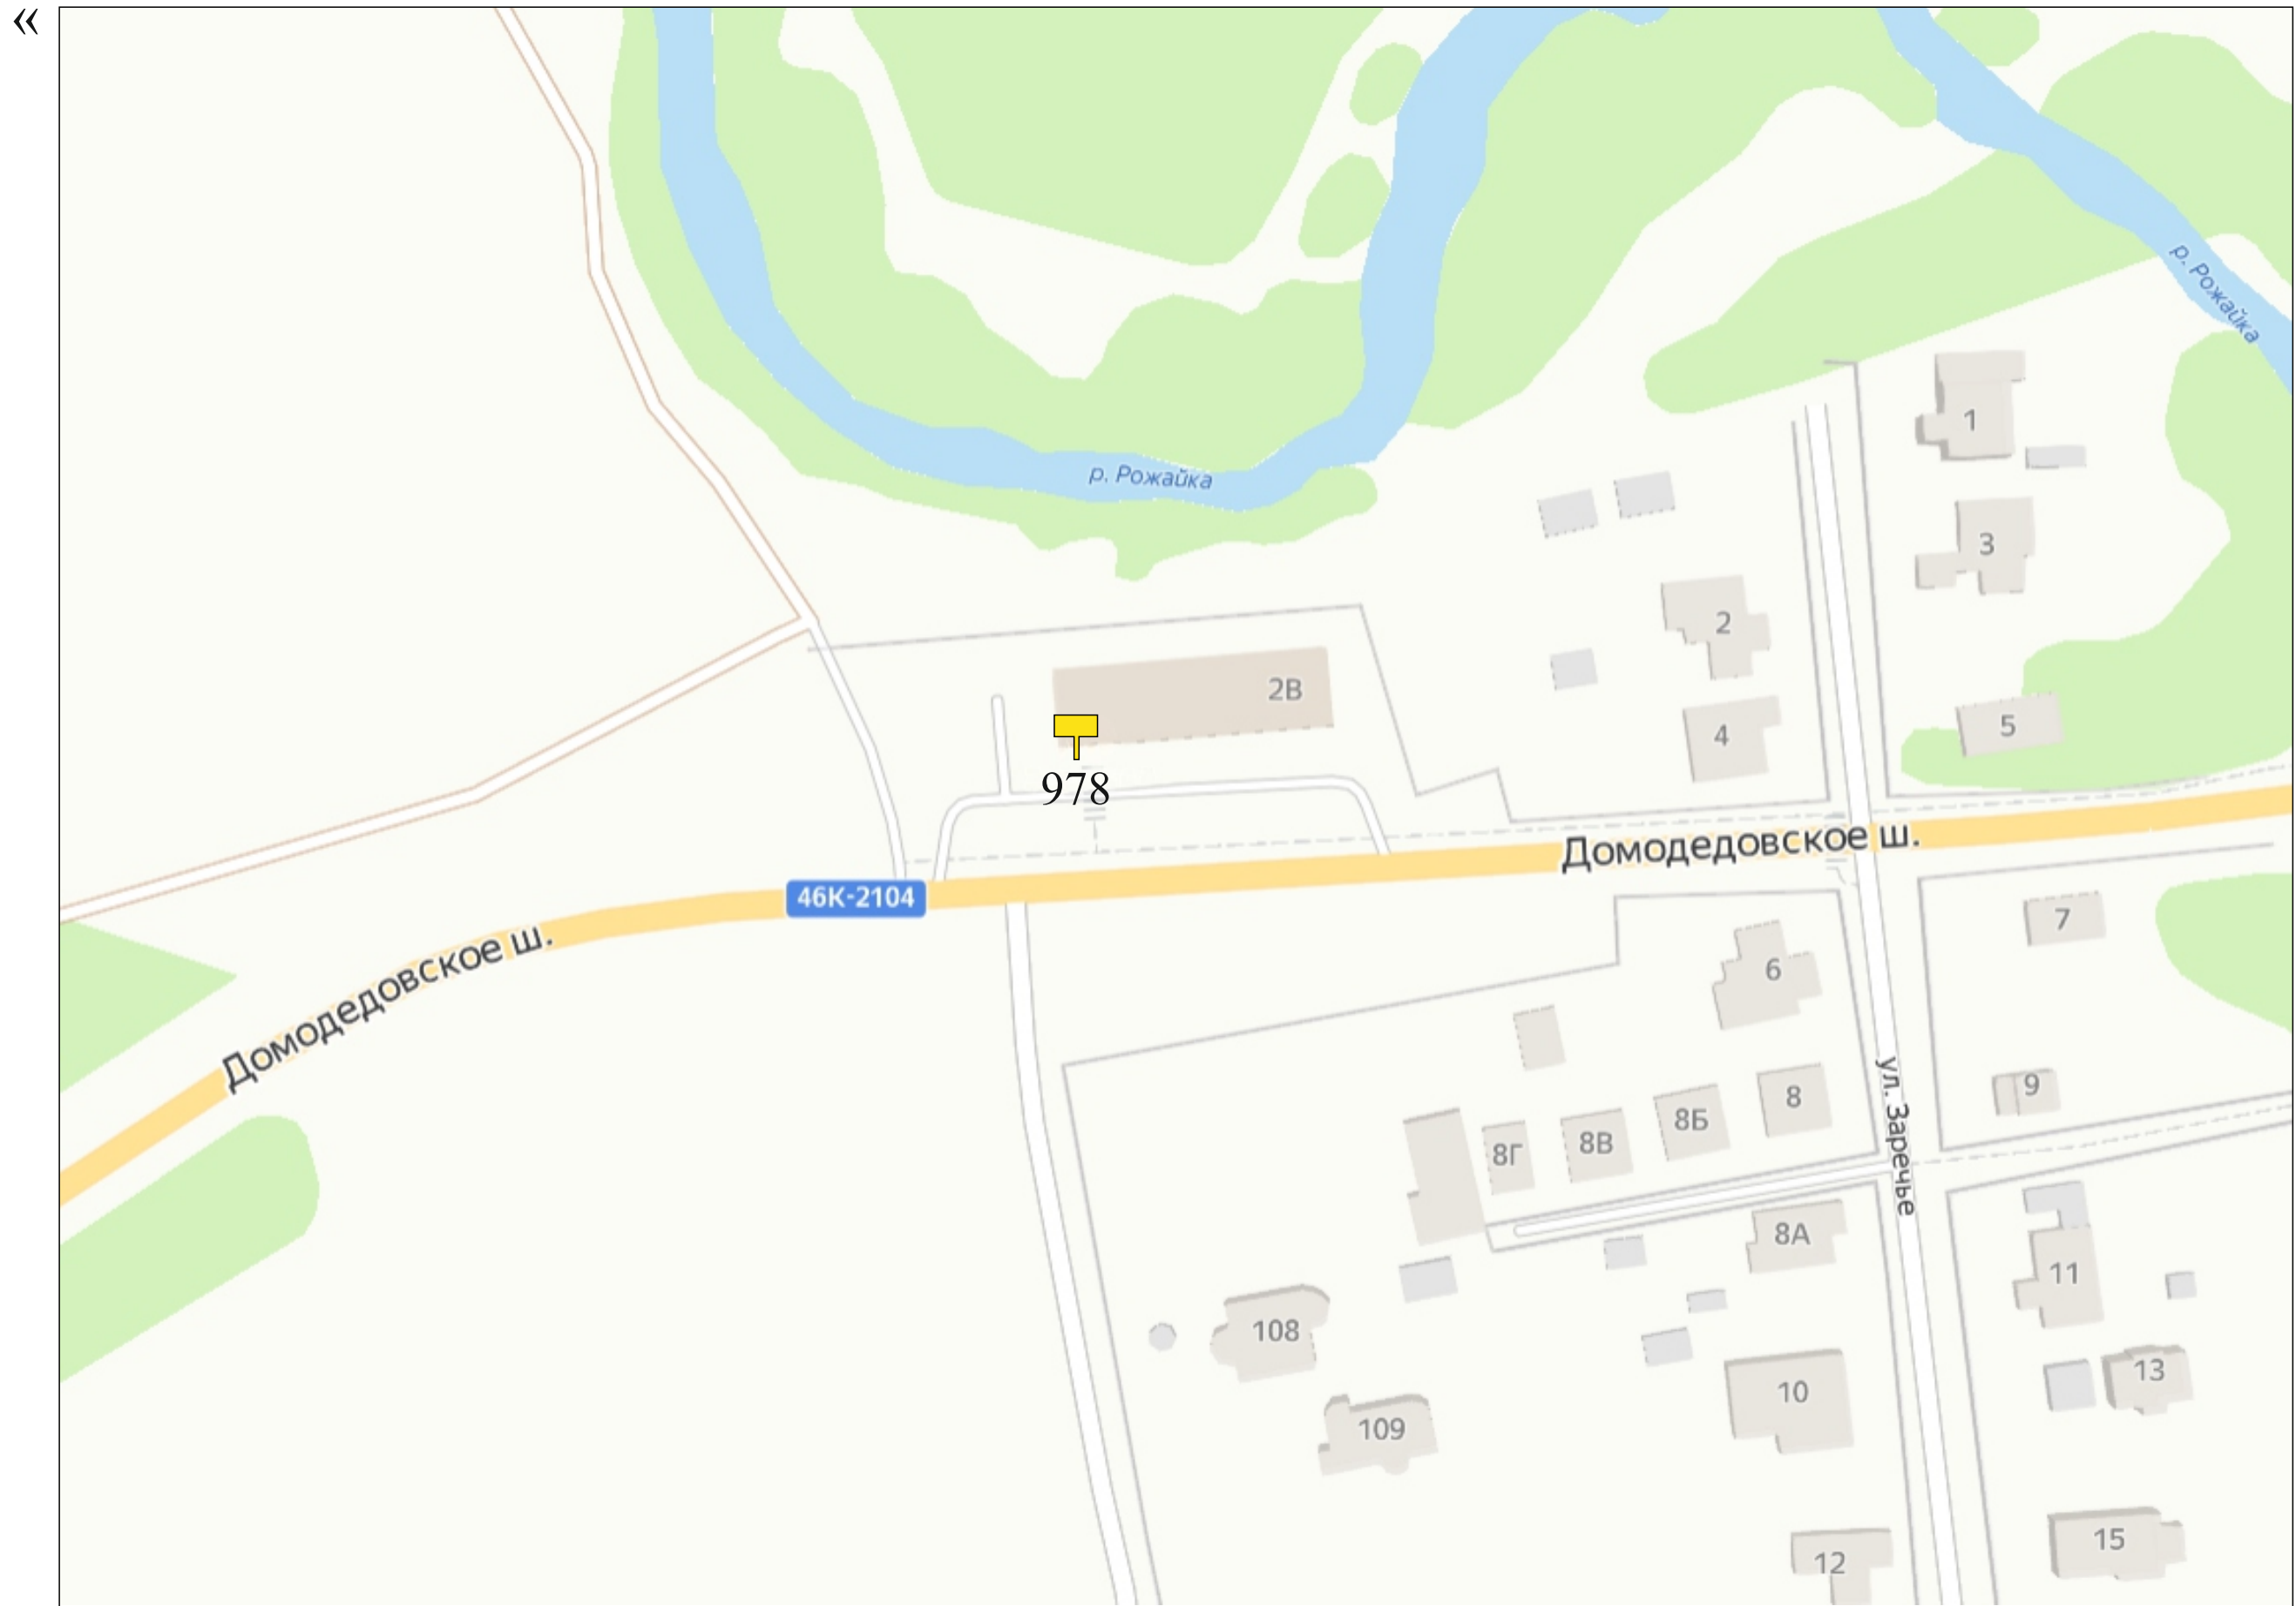 «
р. Рожайка
1
р. Рожайка
3
2
2В
5
4
978
Домодедовское ш.
46К-2104
7
Домодедовское ш.
6
9
8
8Б
8В
8Г
ул. Заречье
8А
11
108
13
10
109
15
12